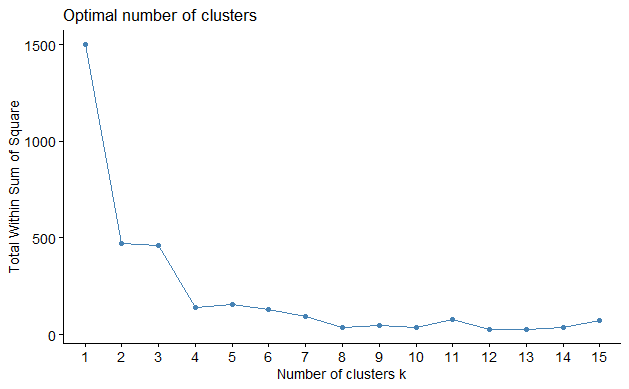 Optimal number of clusters
Total Within Sum of Square
1500
1000
500
0
1 2 3 4 5 6 7 8 9 10 11 12 13 14 15
Number of clusters k